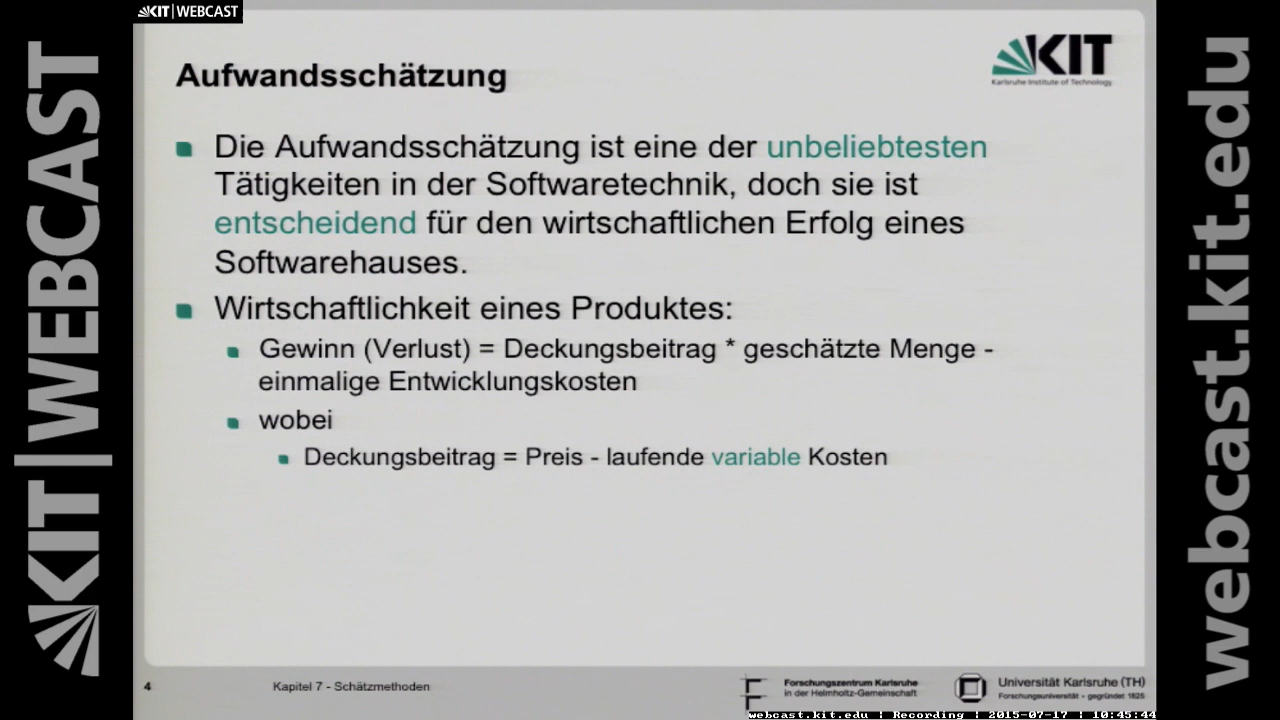 KIT | WEBCAST
KIT | WEBCAST
webcast.kit.edu
KIT
Karlsruhe Institute of Technology
Aufwandsschätzung
Die Aufwandsschätzung ist eine der unbeliebtesten
Tätigkeiten in der Softwaretechnik, doch sie ist
entscheidend für den wirtschaftlichen Erfolg eines
Softwarehauses.
Wirtschaftlichkeit eines Produktes:
Gewinn (Verlust) = Deckungsbeitrag * geschätzte Menge -
einmalige Entwicklungskosten
wobei
Deckungsbeitrag = Preis - laufende variable Kosten
4
Kapitel 7 - Schätzmethoden
Forschungszentrum Karlsruhe
in der Helmholtz-Gemeinschaft
Universität Karlsruhe (TH)
Forschungsuniversität - gegründet 1825
webcast.kit.edu | Recording | 2015-07-17 | 10:45:44